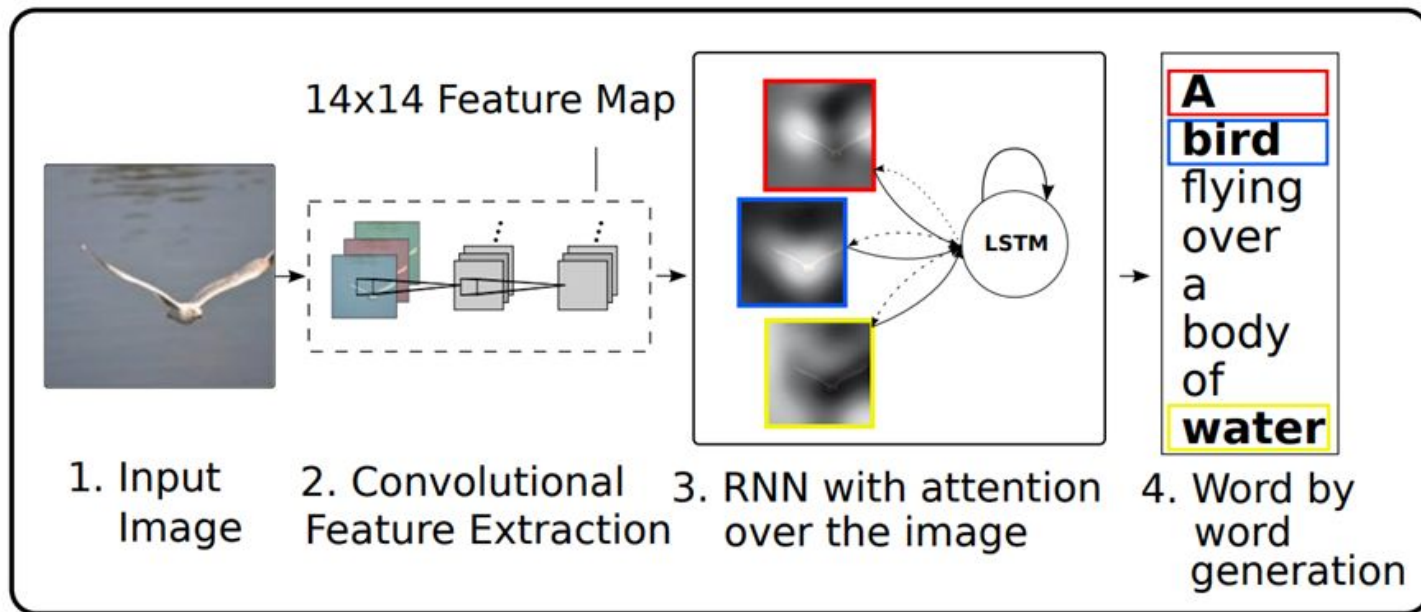 14x14 Feature Map
LSTM
A
bird
flying
over
a
body
of
water
1. Input
Image
2. Convolutional
Feature Extraction
3. RNN with attention
over the image
4. Word by
word
generation